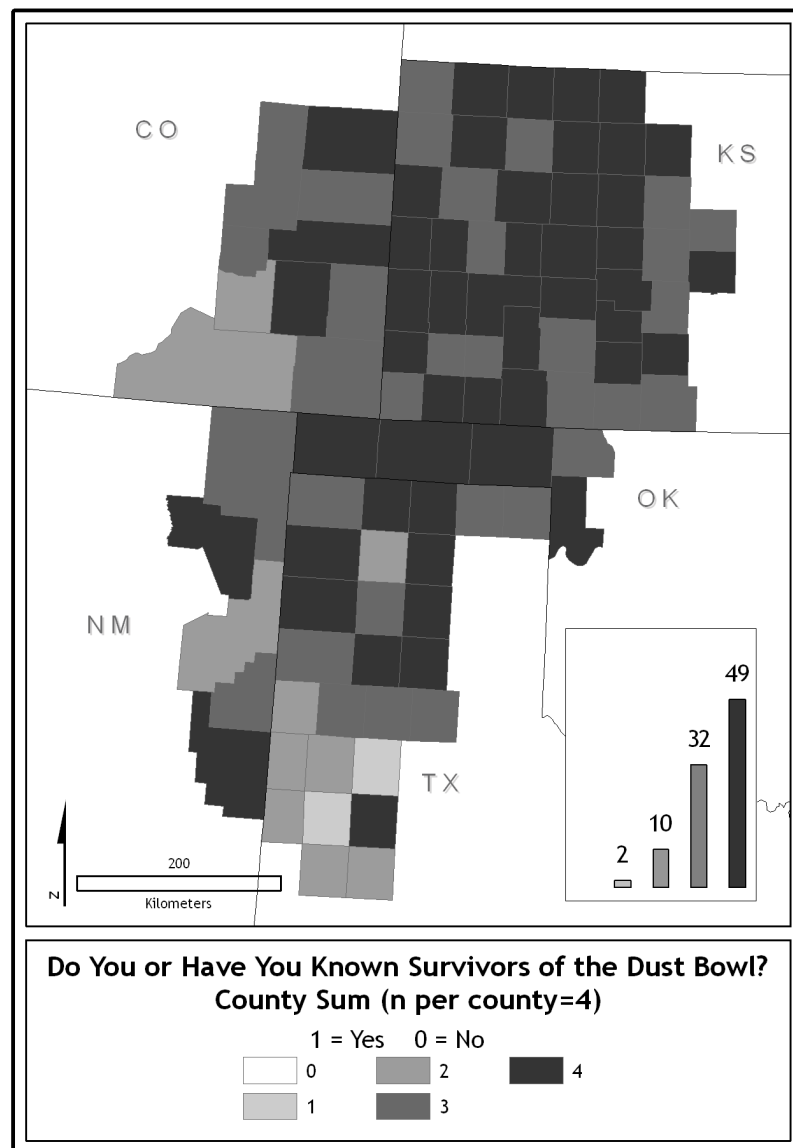 CO
KS
OK
NM
TX
49
32
10
2
200
Kilometers
N
Do You or Have You Known Survivors of the Dust Bowl?
County Sum (n per county=4)
1 = Yes 0 = No
0 2 4
1 3